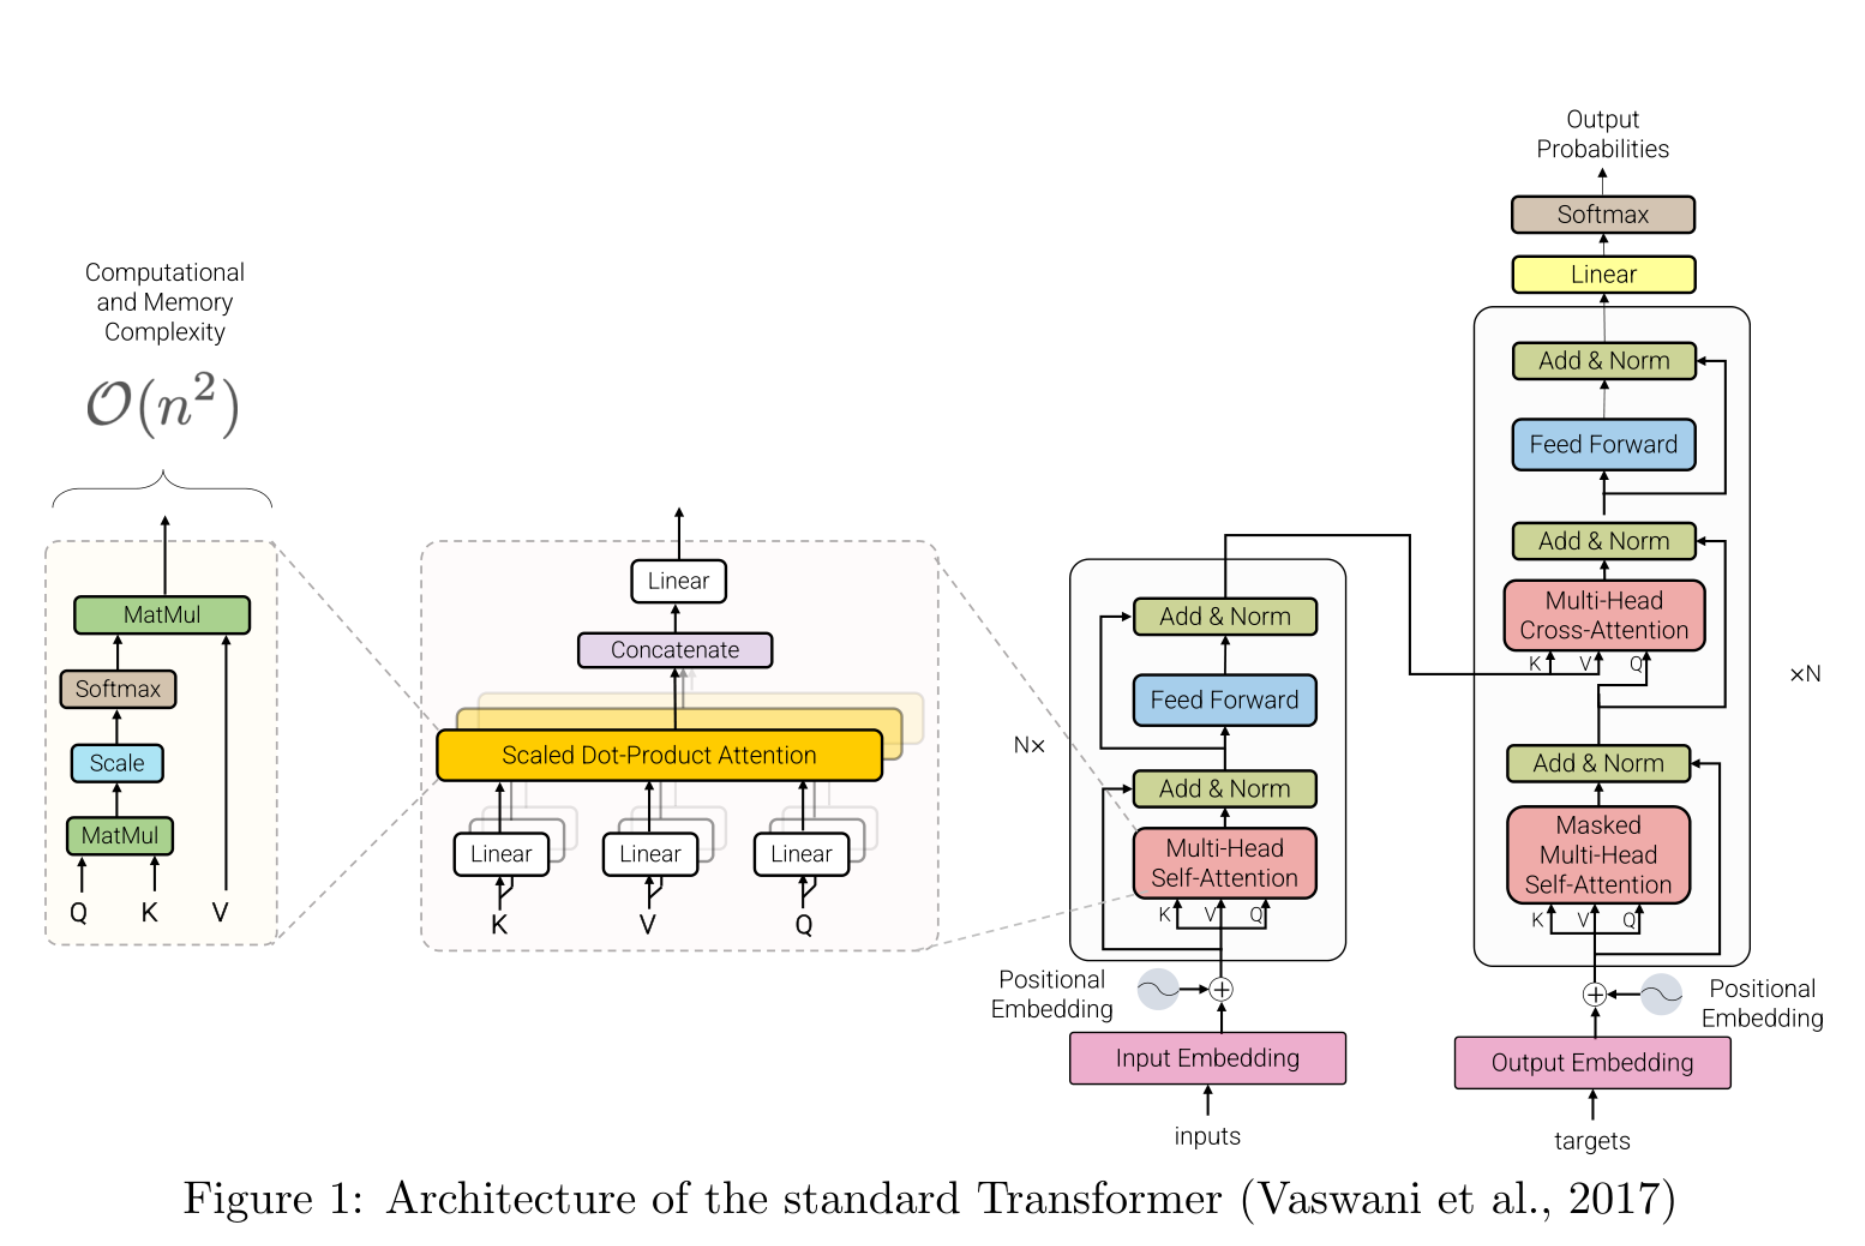 Computational
and Memory
Complexity
𝒪(n²)
MatMul
Softmax
Scale
MatMul
Q K V
Linear
Concatenate
Scaled Dot-Product Attention
Linear Linear Linear
K V Q
N×
Add & Norm
Feed Forward
Add & Norm
Multi-Head
Self-Attention
K V Q
Positional
Embedding
Input Embedding
inputs
Output
Probabilities
Softmax
Linear
Add & Norm
Feed Forward
Add & Norm
Multi-Head
Cross-Attention
K V Q
×N
Add & Norm
Masked
Multi-Head
Self-Attention
K V Q
Positional
Embedding
Output Embedding
targets
Figure 1: Architecture of the standard Transformer (Vaswani et al., 2017)